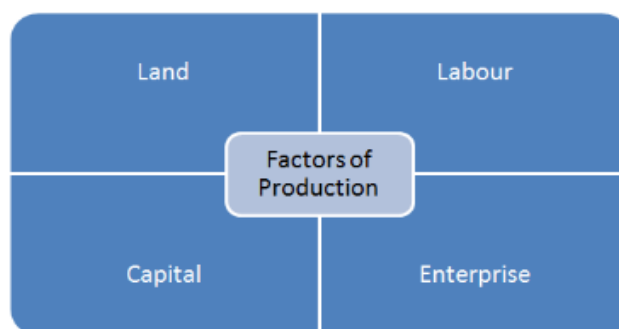 Land
Labour
Factors of
Production
Capital
Enterprise